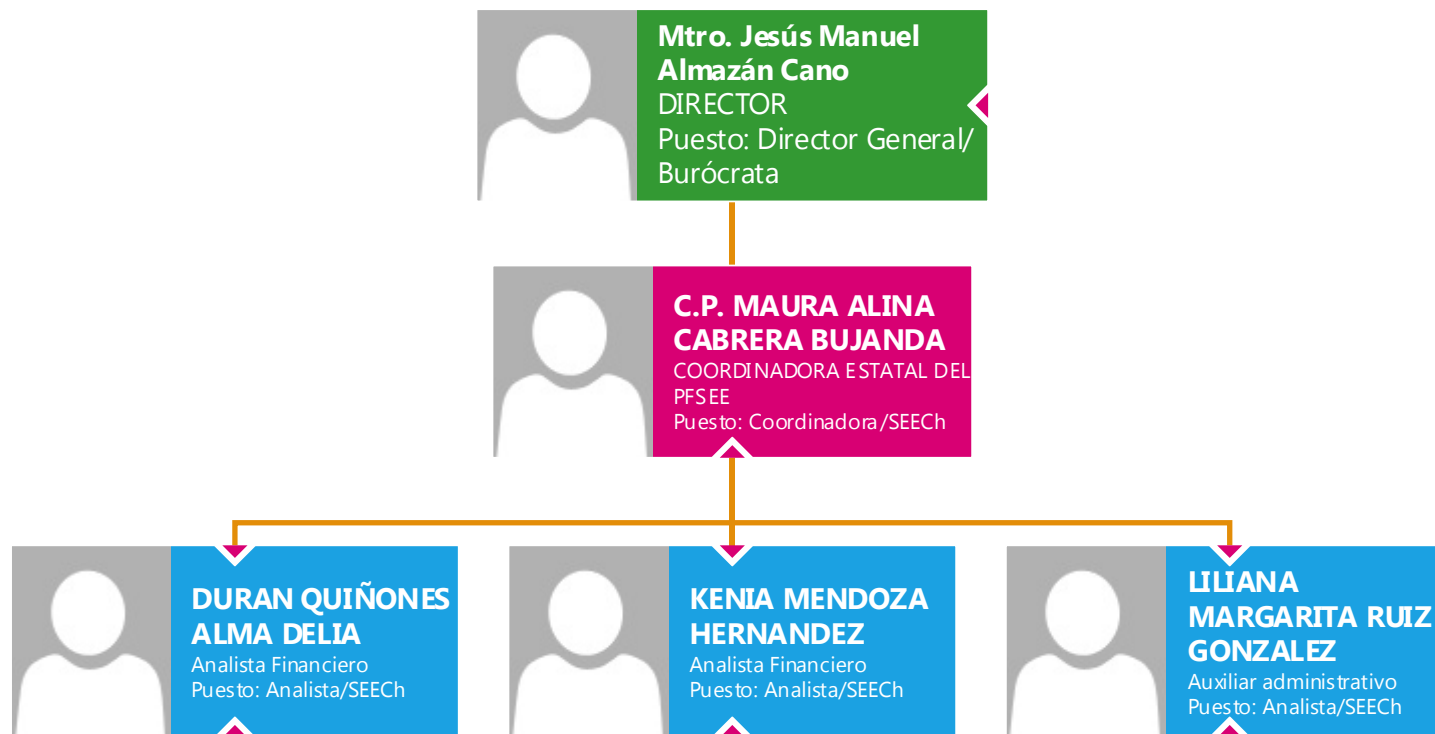 Mtro. Jesús Manuel
Almazán Cano
DIRECTOR
Puesto: Director General/
Burócrata
C.P. MAURA ALINA
CABRERA BUJANDA
COORDINADORA ESTATAL DEL
PFSEE
Puesto: Coordinadora/SEECh
DURAN QUIÑONES
ALMA DELIA
Analista Financiero
Puesto: Analista/SEECh
KENIA MENDOZA
HERNANDEZ
Analista Financiero
Puesto: Analista/SEECh
LILIANA
MARGARITA RUIZ
GONZALEZ
Auxiliar administrativo
Puesto: Analista/SEECh